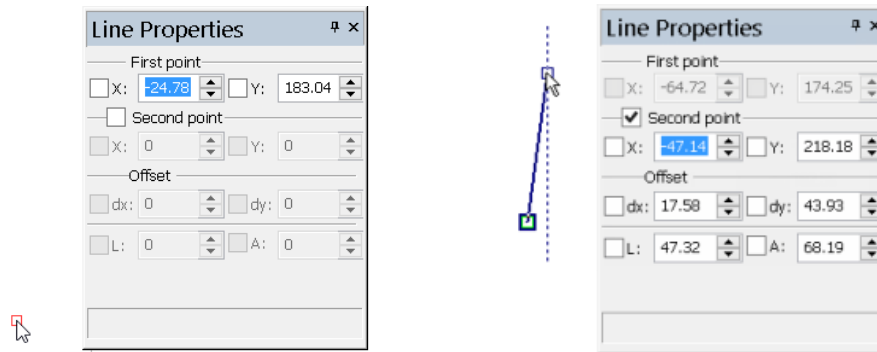 Line Properties
First point
X: -24.78 Y: 183.04
Second point
X: 0 Y: 0
Offset
dx: 0 dy: 0
L: 0 A: 0
Line Properties
First point
X: -64.72 Y: 174.25
Second point
X: -47.14 Y: 218.18
Offset
dx: 17.58 dy: 43.93
L: 47.32 A: 68.19